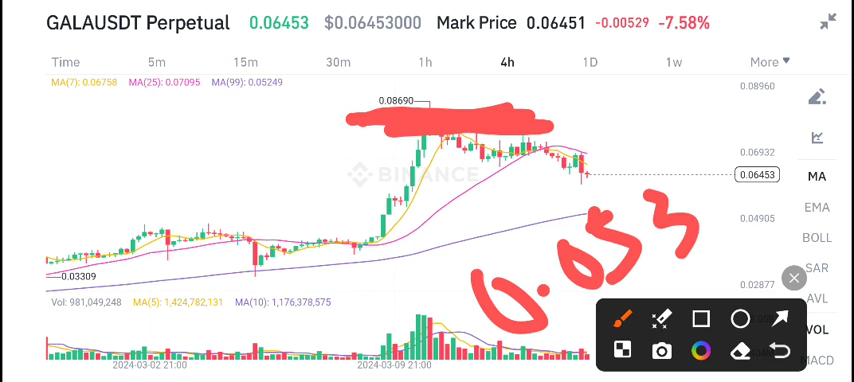 GALAUSDT Perpetual 0.06453 $0.06453000 Mark Price 0.06451 -0.00529 -7.58%
Time 5m 15m 30m 1h 4h 1D 1w More
MA(7): 0.06758 MA(25): 0.07095 MA(99): 0.05249
0.08960
0.08690
0.06932
MA
BINANCE
0.06453
EMA
0.04905
BOLL
0.053
SAR
0.03309
0.02877
AVL
Vol: 981,049,248 MA(5): 1,424,782,131 MA(10): 1,176,378,575
VOL
MACD
2024-03-02 21:00 2024-03-09 21:00